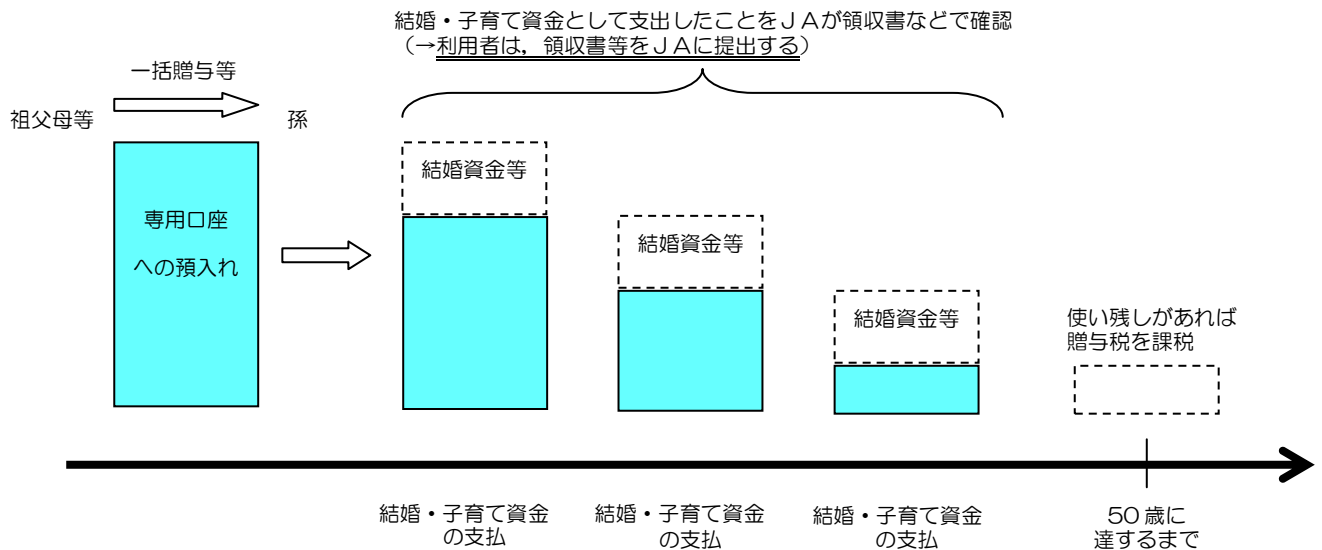 結婚・子育て資金として支出したことをＪＡが領収書などで確認
（→利用者は，領収書等をＪＡに提出する）
一括贈与等
祖父母等
孫
専用口座
への預入れ
結婚資金等
結婚資金等
結婚資金等
使い残しがあれば
贈与税を課税
結婚・子育て資金
の支払
結婚・子育て資金
の支払
結婚・子育て資金
の支払
50歳に
達するまで